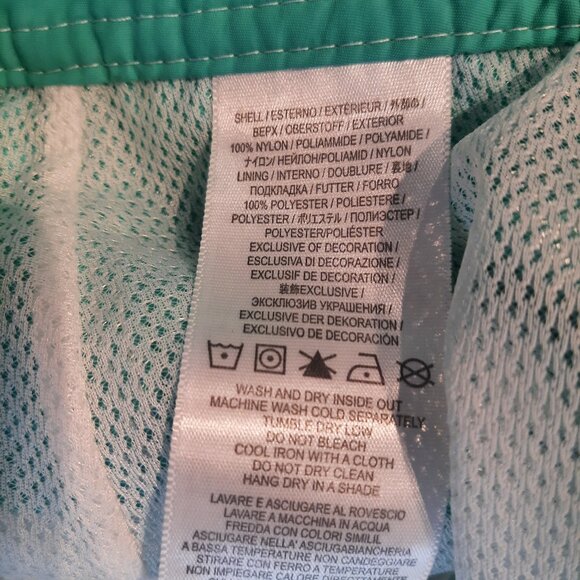 SHELL / ESTERNO / EXTÉRIEUR / 外部の /
ВЕРХ / OBERSTOFF / EXTERIOR
100% NYLON / POLIAMMIDE / POLYAMIDE /
ナイロン / НЕЙЛОН/POLIAMID / NYLON
LINING / INTERNO / DOUBLURE / 裏地 /
ПОДКЛАДКА / FUTTER / FORRO
100% POLYESTER / POLIESTERE /
POLYESTER / ポリエステル / ПОЛИЭСТЕР /
POLYESTER/POLIÉSTER
EXCLUSIVE OF DECORATION /
ESCLUSIVA DI DECORAZIONE /
EXCLUSIF DE DECORATION /
装飾EXCLUSIVE /
ЭКСКЛЮЗИВ УКРАШЕНИЯ /
EXCLUSIVE DER DEKORATION /
EXCLUSIVO DE DECORACIÓN
WASH AND DRY INSIDE OUT
MACHINE WASH COLD SEPARATELY
TUMBLE DRY LOW
DO NOT BLEACH
COOL IRON WITH A CLOTH
DO NOT DRY CLEAN
HANG DRY IN A SHADE
LAVARE E ASCIUGARE AL ROVESCIO
LAVARE A MACCHINA IN ACQUA
FREDDA CON COLORI SIMILIL
ASCIUGARE NELLA' ASCIUGABIANCHERIA
A BASSA TEMPERATURA NON CANDEGGIARE
STIRARE CON FERRO A TEMPERATURE
NON IMPIEGARE CALORE DIRETTAMENTE